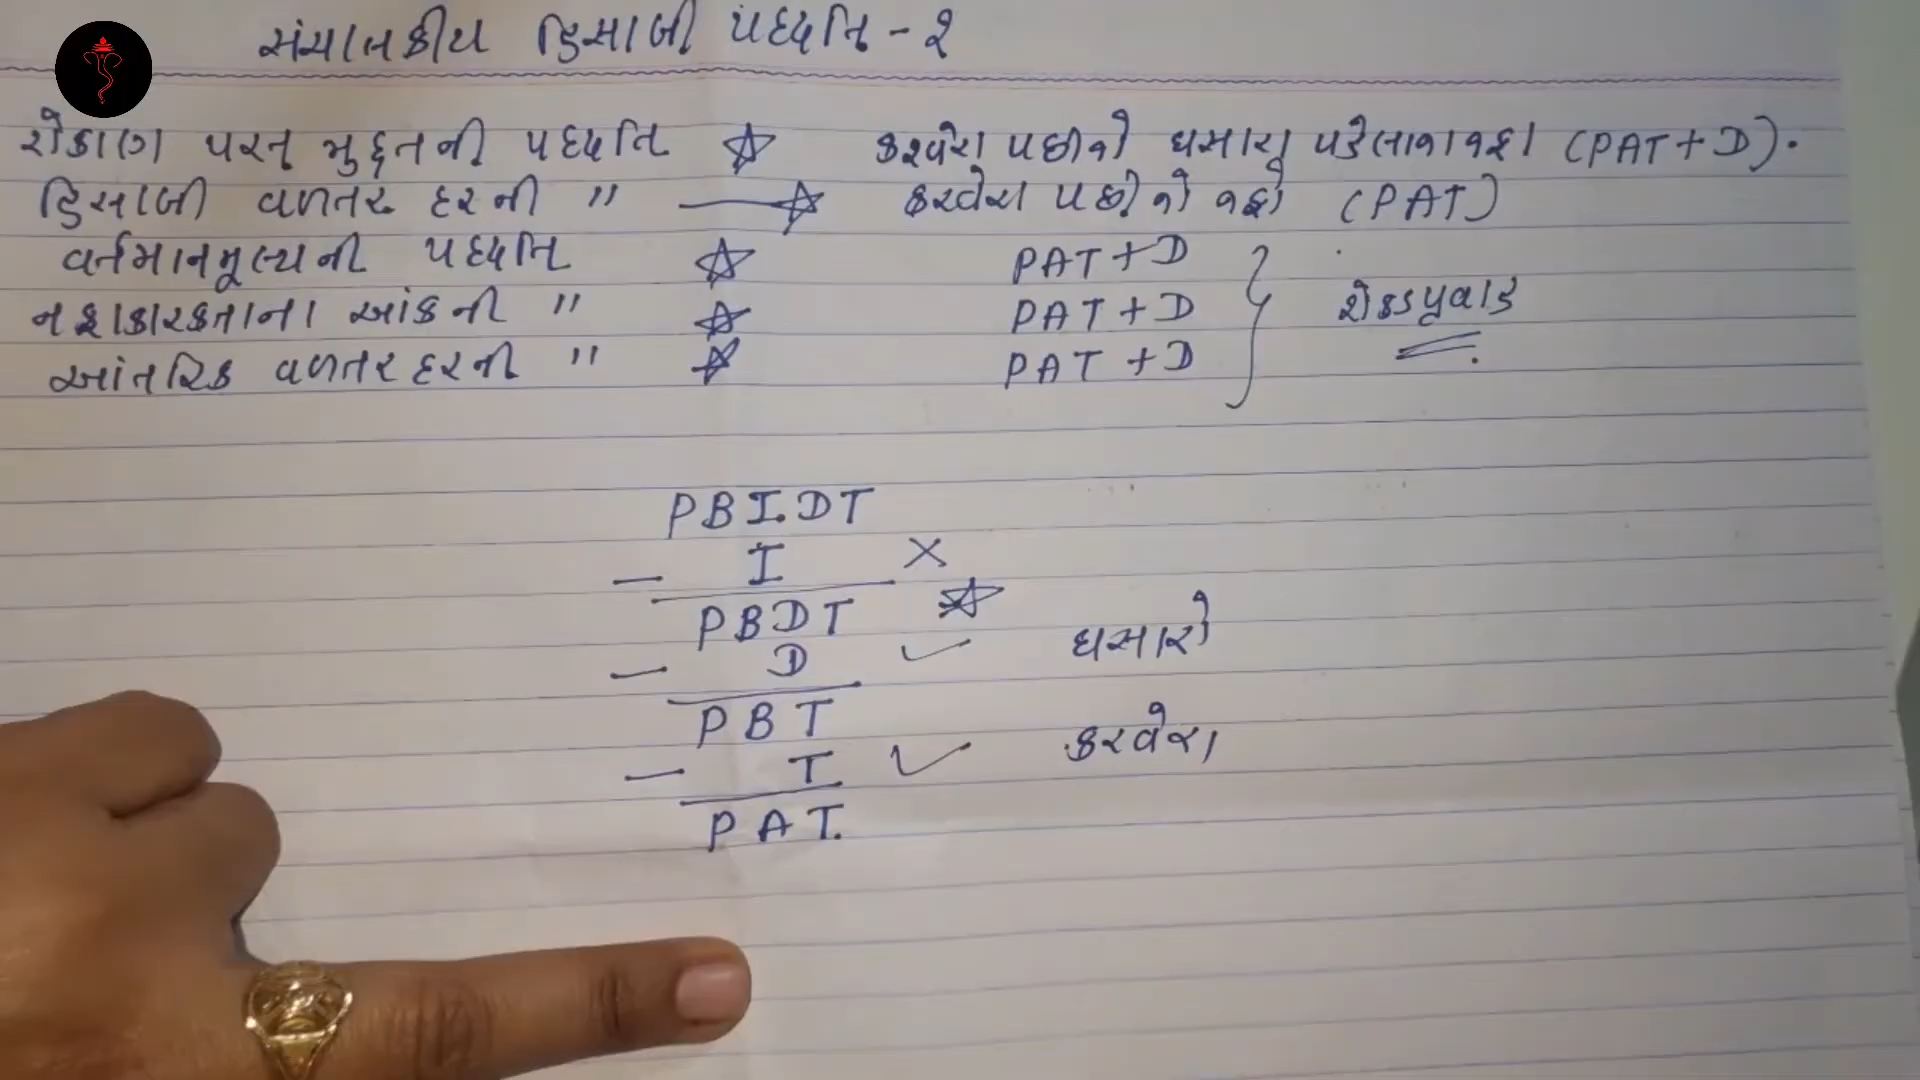 સંચાલકીય હિસાબી પદ્ધતિ - ૨
રોકાણ પરત મુદ્દતની પદ્ધતિ ☆ કરવેરા પછીનો ઘસારા પહેલાનો નફો (PAT + D).
હિસાબી વળતર દરની " —☆ કરવેરા પછીનો નફો (PAT)
વર્તમાનમૂલ્યની પદ્ધતિ ☆ PAT + D
નફાકારકતાના આંકની " ☆ PAT + D } રોકડપ્રવાહ
આંતરિક વળતર દરની " ☆ PAT + D
PBI.DT
— I ✗
PBDT ☆
— D ✓ ઘસારો
PBT
— T ✓ કરવેરા
PAT.